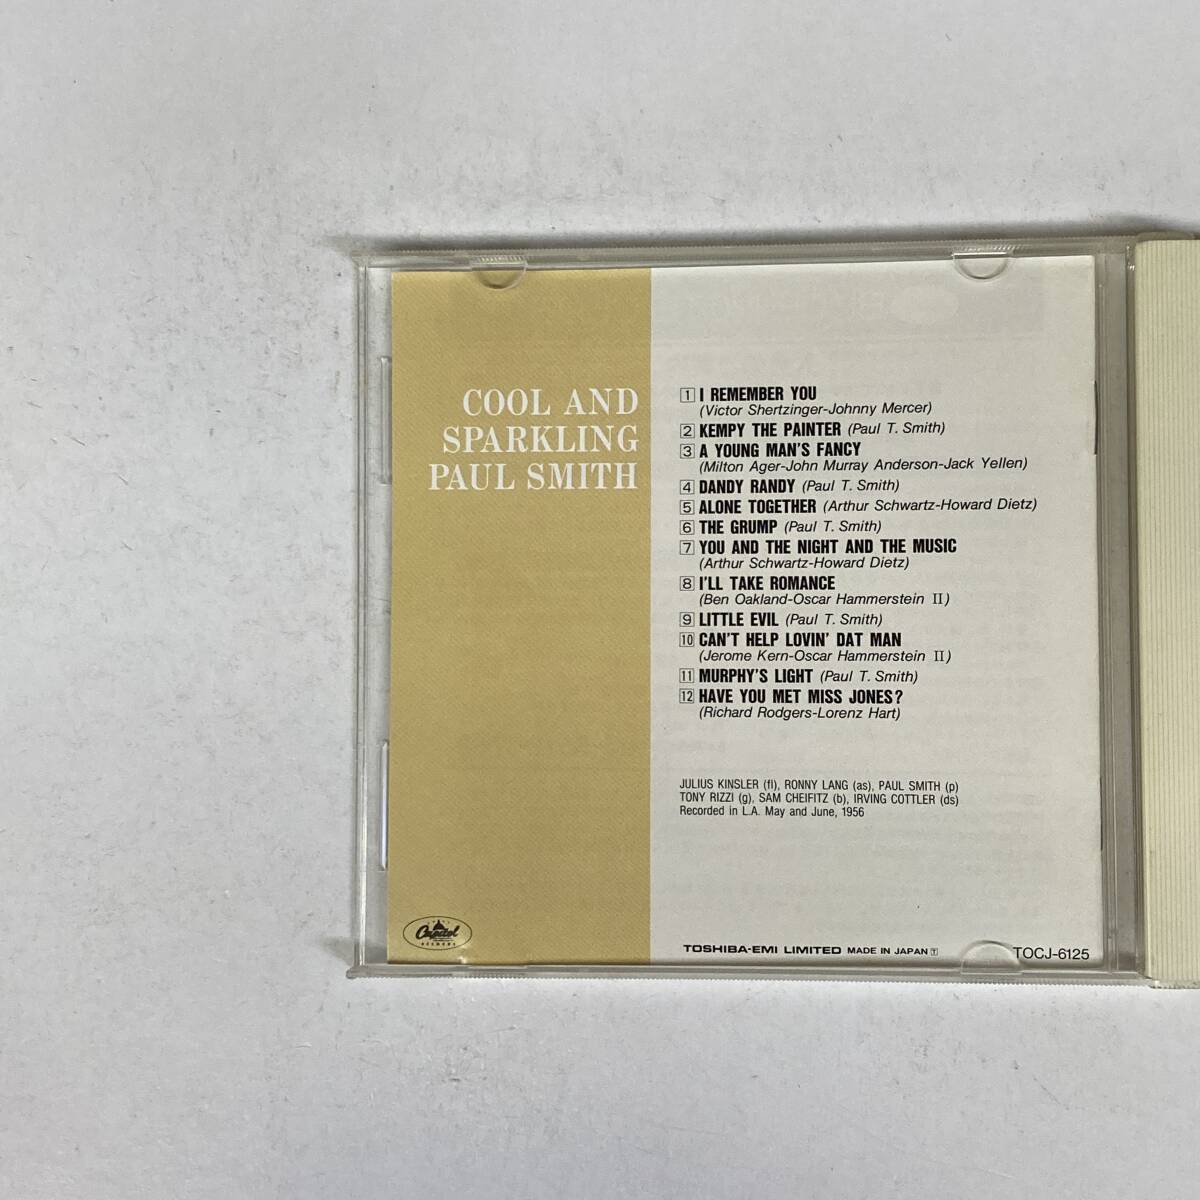 COOL AND
SPARKLING
PAUL SMITH
1 I REMEMBER YOU
(Victor Shertzinger-Johnny Mercer)
2 KEMPY THE PAINTER (Paul T. Smith)
3 A YOUNG MAN'S FANCY
(Milton Ager-John Murray Anderson-Jack Yellen)
4 DANDY RANDY (Paul T. Smith)
5 ALONE TOGETHER (Arthur Schwartz-Howard Dietz)
6 THE GRUMP (Paul T. Smith)
7 YOU AND THE NIGHT AND THE MUSIC
(Arthur Schwartz-Howard Dietz)
8 I'LL TAKE ROMANCE
(Ben Oakland-Oscar Hammerstein II)
9 LITTLE EVIL (Paul T. Smith)
10 CAN'T HELP LOVIN' DAT MAN
(Jerome Kern-Oscar Hammerstein II)
11 MURPHY'S LIGHT (Paul T. Smith)
12 HAVE YOU MET MISS JONES?
(Richard Rodgers-Lorenz Hart)
JULIUS KINSLER (fl), RONNY LANG (as), PAUL SMITH (p)
TONY RIZZI (g), SAM CHEIFITZ (b), IRVING COTTLER (ds)
Recorded in L.A. May and June, 1956
Capitol
RECORDS
TOSHIBA-EMI LIMITED MADE IN JAPAN T
TOCJ-6125